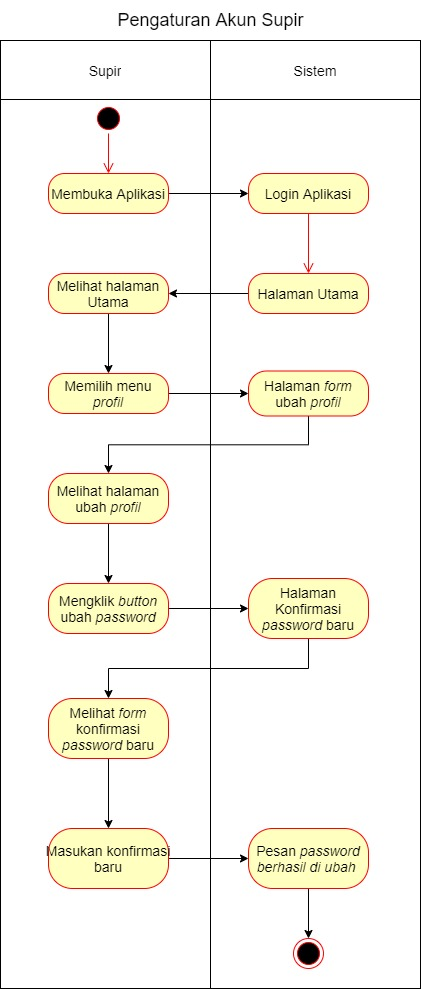 Pengaturan Akun Supir
Supir
Sistem
Membuka Aplikasi
Login Aplikasi
Melihat halaman
Utama
Halaman Utama
Memilih menu
profil
Halaman form
ubah profil
Melihat halaman
ubah profil
Mengklik button
ubah password
Halaman
Konfirmasi
password baru
Melihat form
konfirmasi
password baru
Masukan konfirmasi
baru
Pesan password
berhasil di ubah